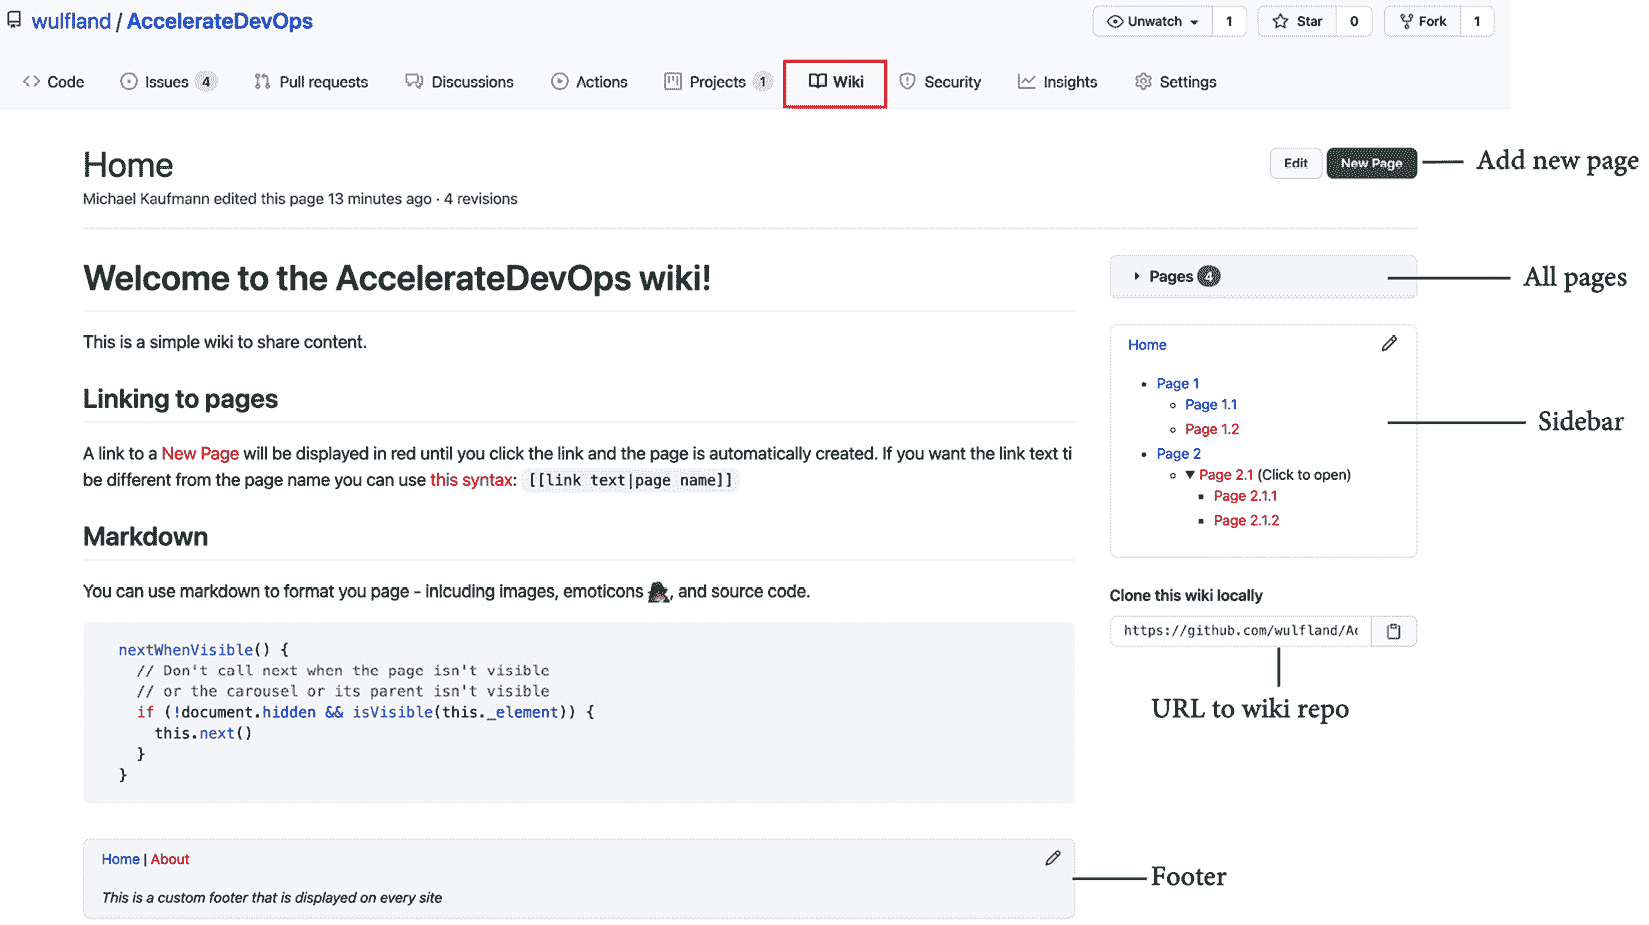 wulfland / AccelerateDevOps
Unwatch 1 Star 0 Fork 1
Code Issues 4 Pull requests Discussions Actions Projects 1 Wiki Security Insights Settings
Home
Edit New Page
Add new page
Michael Kaufmann edited this page 13 minutes ago · 4 revisions
Welcome to the AccelerateDevOps wiki!
Pages 4
All pages
This is a simple wiki to share content.
Linking to pages
A link to a New Page will be displayed in red until you click the link and the page is automatically created. If you want the link text ti
be different from the page name you can use this syntax: [[link text|page name]]
Markdown
You can use markdown to format you page - inlcuding images, emoticons , and source code.
nextWhenVisible() {
// Don't call next when the page isn't visible
// or the carousel or its parent isn't visible
if (!document.hidden && isVisible(this._element)) {
this.next()
}
}
Home
Page 1
Page 1.1
Page 1.2
Page 2
Page 2.1 (Click to open)
Page 2.1.1
Page 2.1.2
Sidebar
Clone this wiki locally
https://github.com/wulfland/Ac
URL to wiki repo
Home | About
This is a custom footer that is displayed on every site
Footer